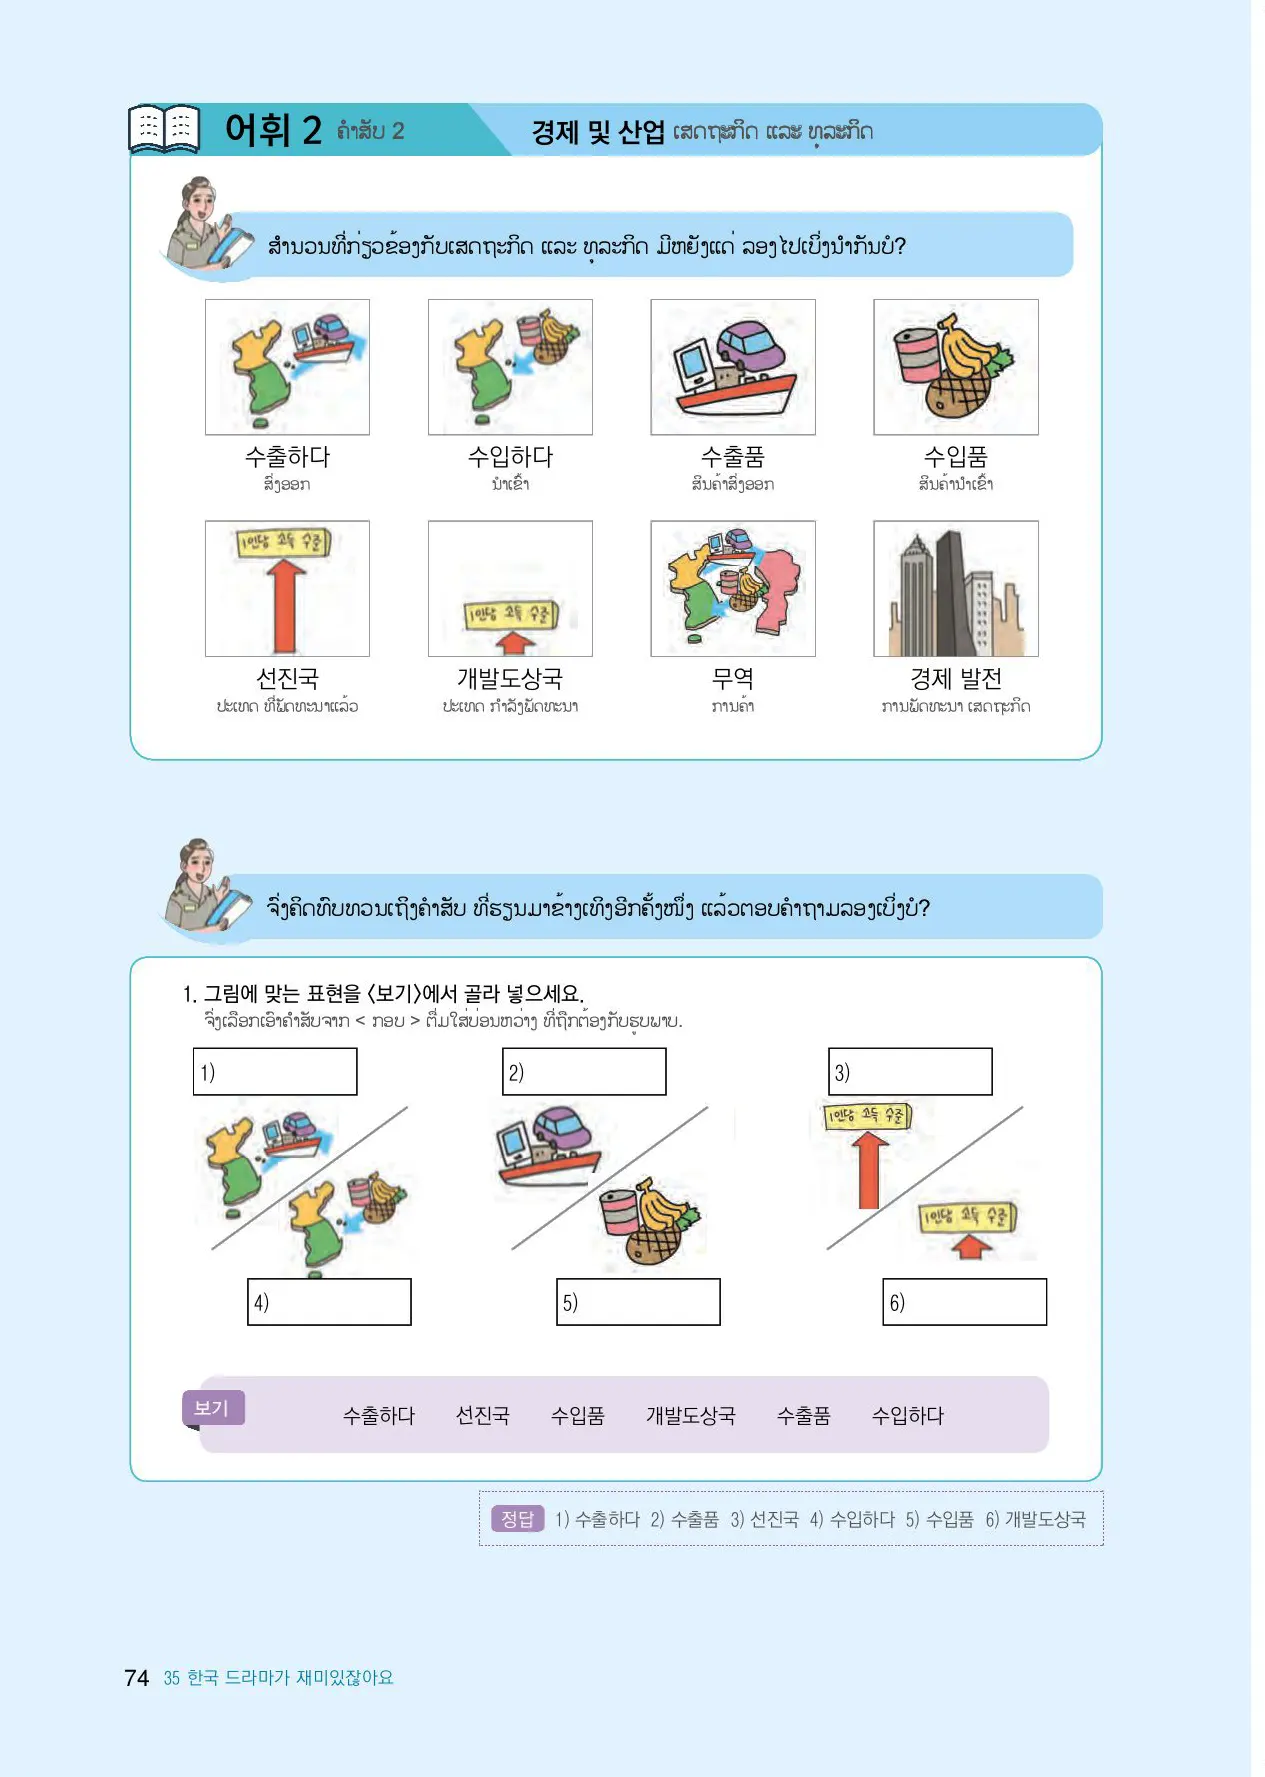 어휘 2 ຄໍາສັບ 2
경제 및 산업 ເສດຖະກິດ ແລະ ທຸລະກິດ
ສໍານວນທີ່ກ່ຽວຂ້ອງກັບເສດຖະກິດ ແລະ ທຸລະກິດ ມີຫຍັງແດ່ ລອງໄປເບິ່ງນໍາກັນບໍ?
수출하다 수입하다 수출품 수입품
ສົ່ງອອກ ນໍາເຂົ້າ ສິນຄ້າສົ່ງອອກ ສິນຄ້ານໍາເຂົ້າ
1인당 소득 수준
1인당 소득 수준
선진국 개발도상국 무역 경제 발전
ປະເທດ ທີ່ພັດທະນາແລ້ວ ປະເທດ ກໍາລັງພັດທະນາ ການຄ້າ ການພັດທະນາ ເສດຖະກິດ
ຈົ່ງຄິດທົບທວນເຖິງຄໍາສັບ ທີ່ຮຽນມາຂ້າງເທິງອີກຄັ້ງໜຶ່ງ ແລ້ວຕອບຄໍາຖາມລອງເບິ່ງບໍ?
1. 그림에 맞는 표현을 〈보기〉에서 골라 넣으세요.
ຈົ່ງເລືອກເອົາຄໍາສັບຈາກ < ກອບ > ຕື່ມໃສ່ບ່ອນຫວ່າງ ທີ່ຖືກຕ້ອງກັບຮູບພາບ.
1) 2) 3)
1인당 소득 수준
1인당 소득 수준
4) 5) 6)
보기 수출하다 선진국 수입품 개발도상국 수출품 수입하다
정답 1) 수출하다 2) 수출품 3) 선진국 4) 수입하다 5) 수입품 6) 개발도상국
74 35 한국 드라마가 재미있잖아요